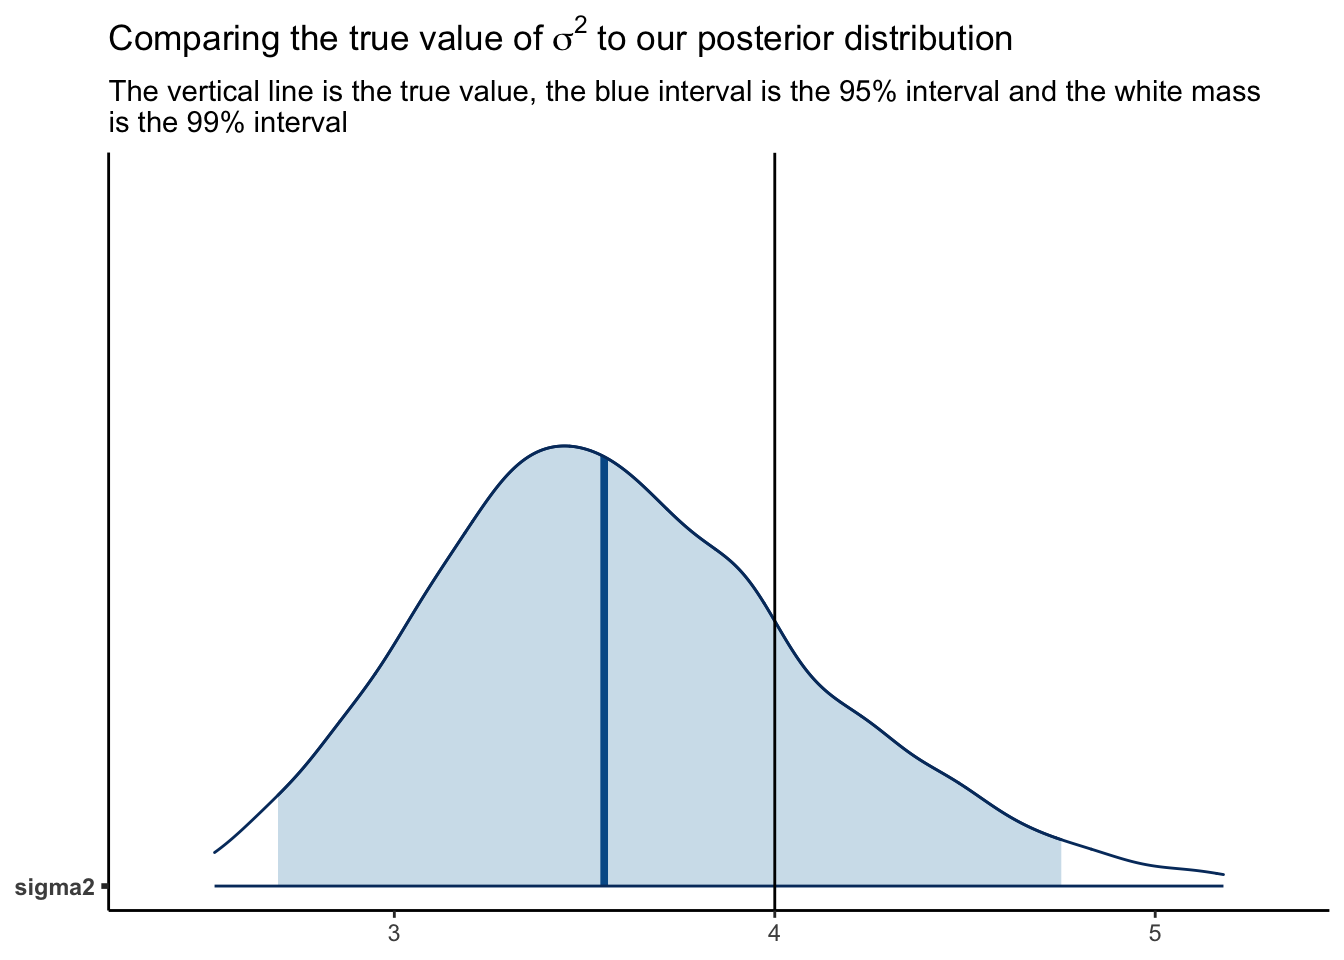 Comparing the true value of σ² to our posterior distribution
The vertical line is the true value, the blue interval is the 95% interval and the white mass
is the 99% interval
sigma2
3 4 5